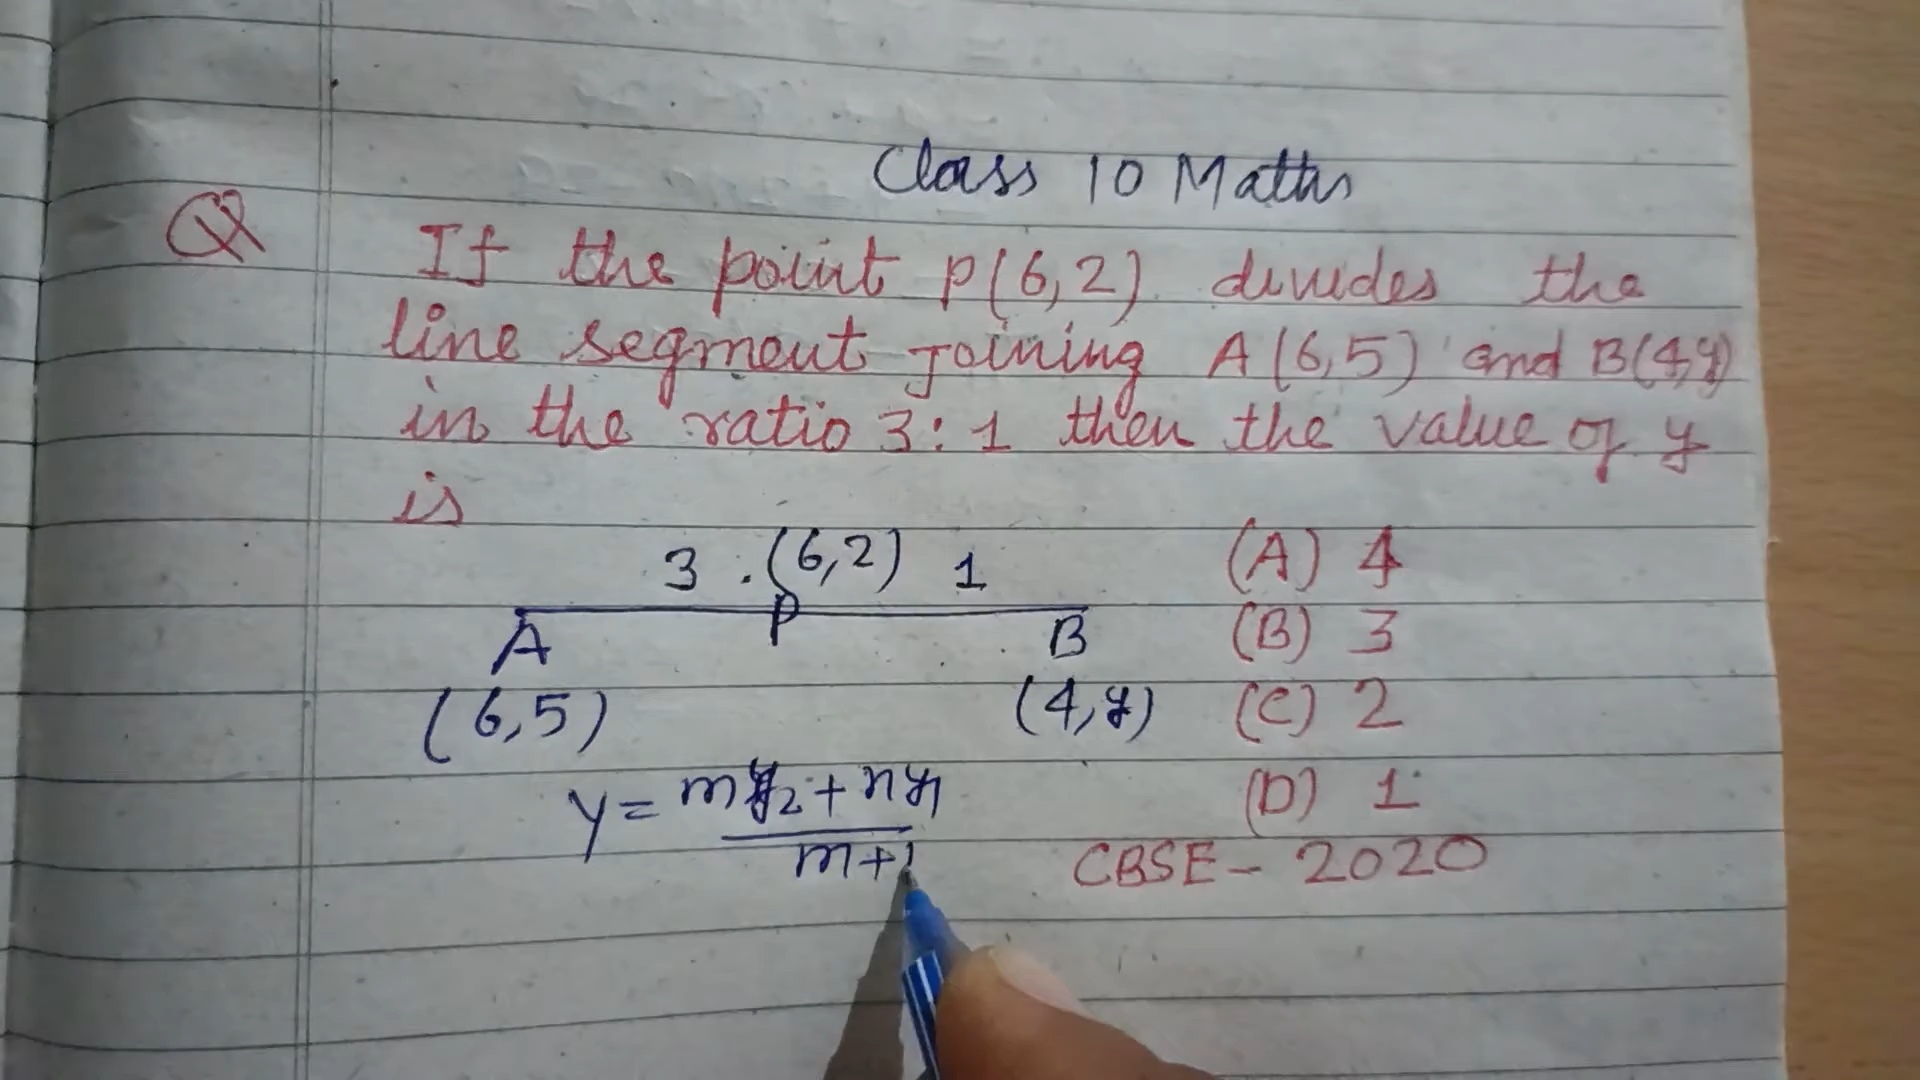 Class 10 Maths
Q If the point P(6,2) divides the
line segment joining A(6,5) and B(4,y)
in the ratio 3:1 then the value of y
is
3 (6,2) 1 (A) 4
A P B (B) 3
(6,5) (4,y) (C) 2
y = my2 + ny1 (D) 1
m+
CBSE - 2020